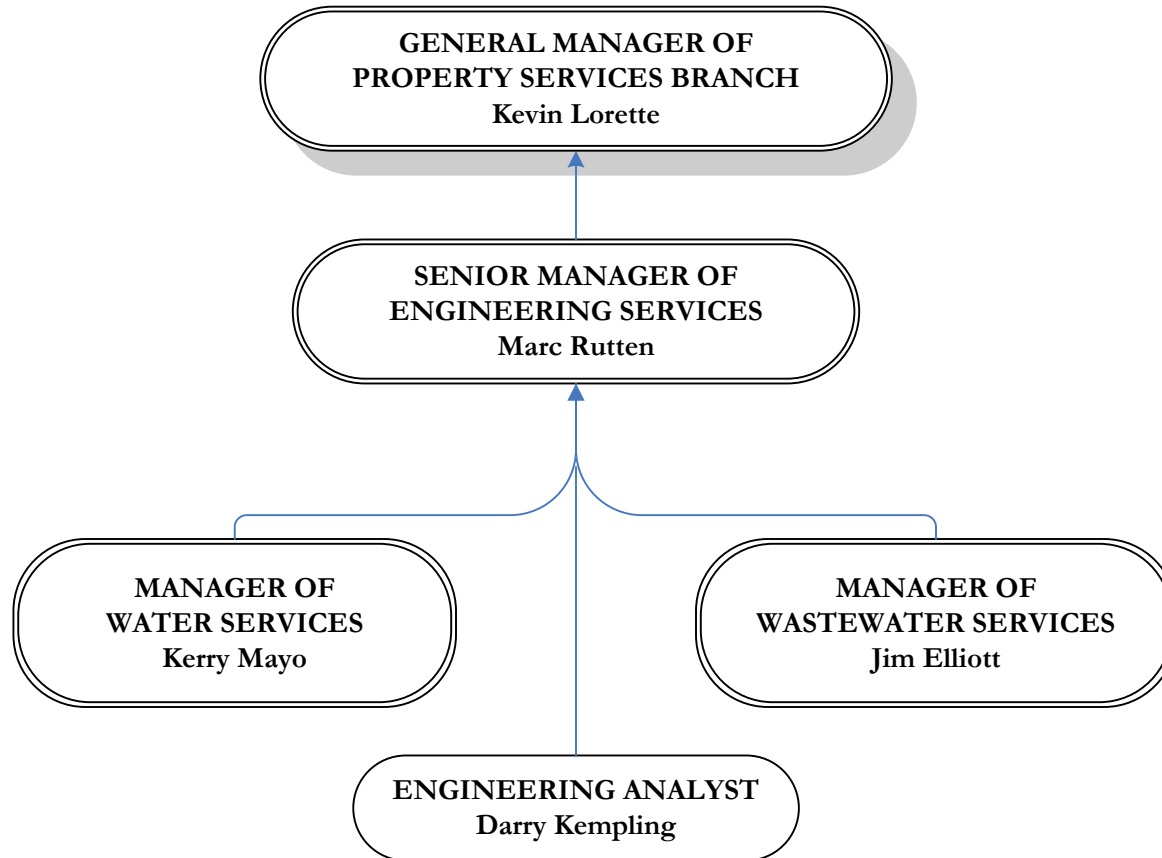 GENERAL MANAGER OF
PROPERTY SERVICES BRANCH
Kevin Lorette
SENIOR MANAGER OF
ENGINEERING SERVICES
Marc Rutten
MANAGER OF
WATER SERVICES
Kerry Mayo
MANAGER OF
WASTEWATER SERVICES
Jim Elliott
ENGINEERING ANALYST
Darry Kempling